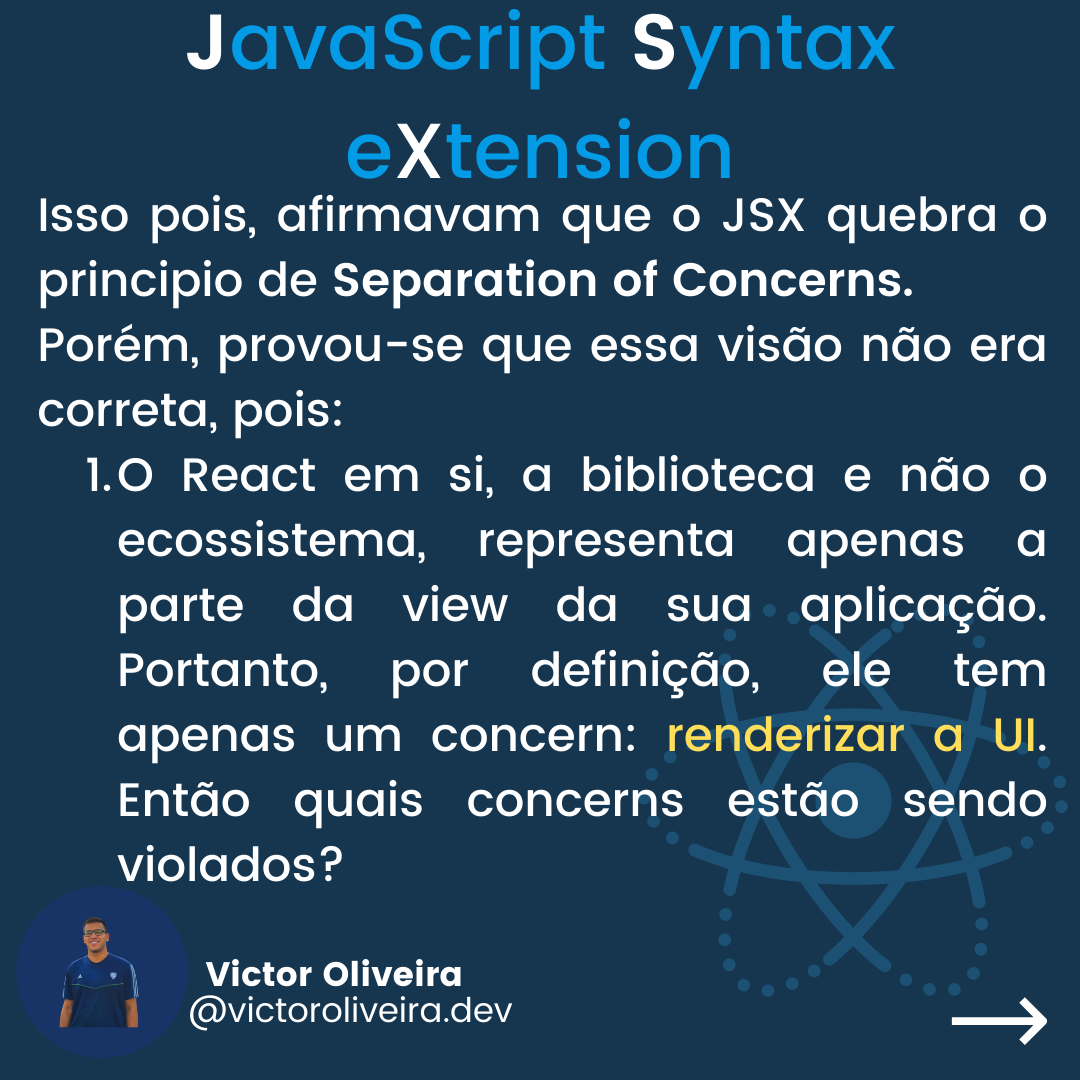 JavaScript Syntax
eXtension
Isso pois, afirmavam que o JSX quebra o
principio de Separation of Concerns.
Porém, provou-se que essa visão não era
correta, pois:
1. O React em si, a biblioteca e não o
ecossistema, representa apenas a
parte da view da sua aplicação.
Portanto, por definição, ele tem
apenas um concern: renderizar a UI.
Então quais concerns estão sendo
violados?
Victor Oliveira
@victoroliveira.dev